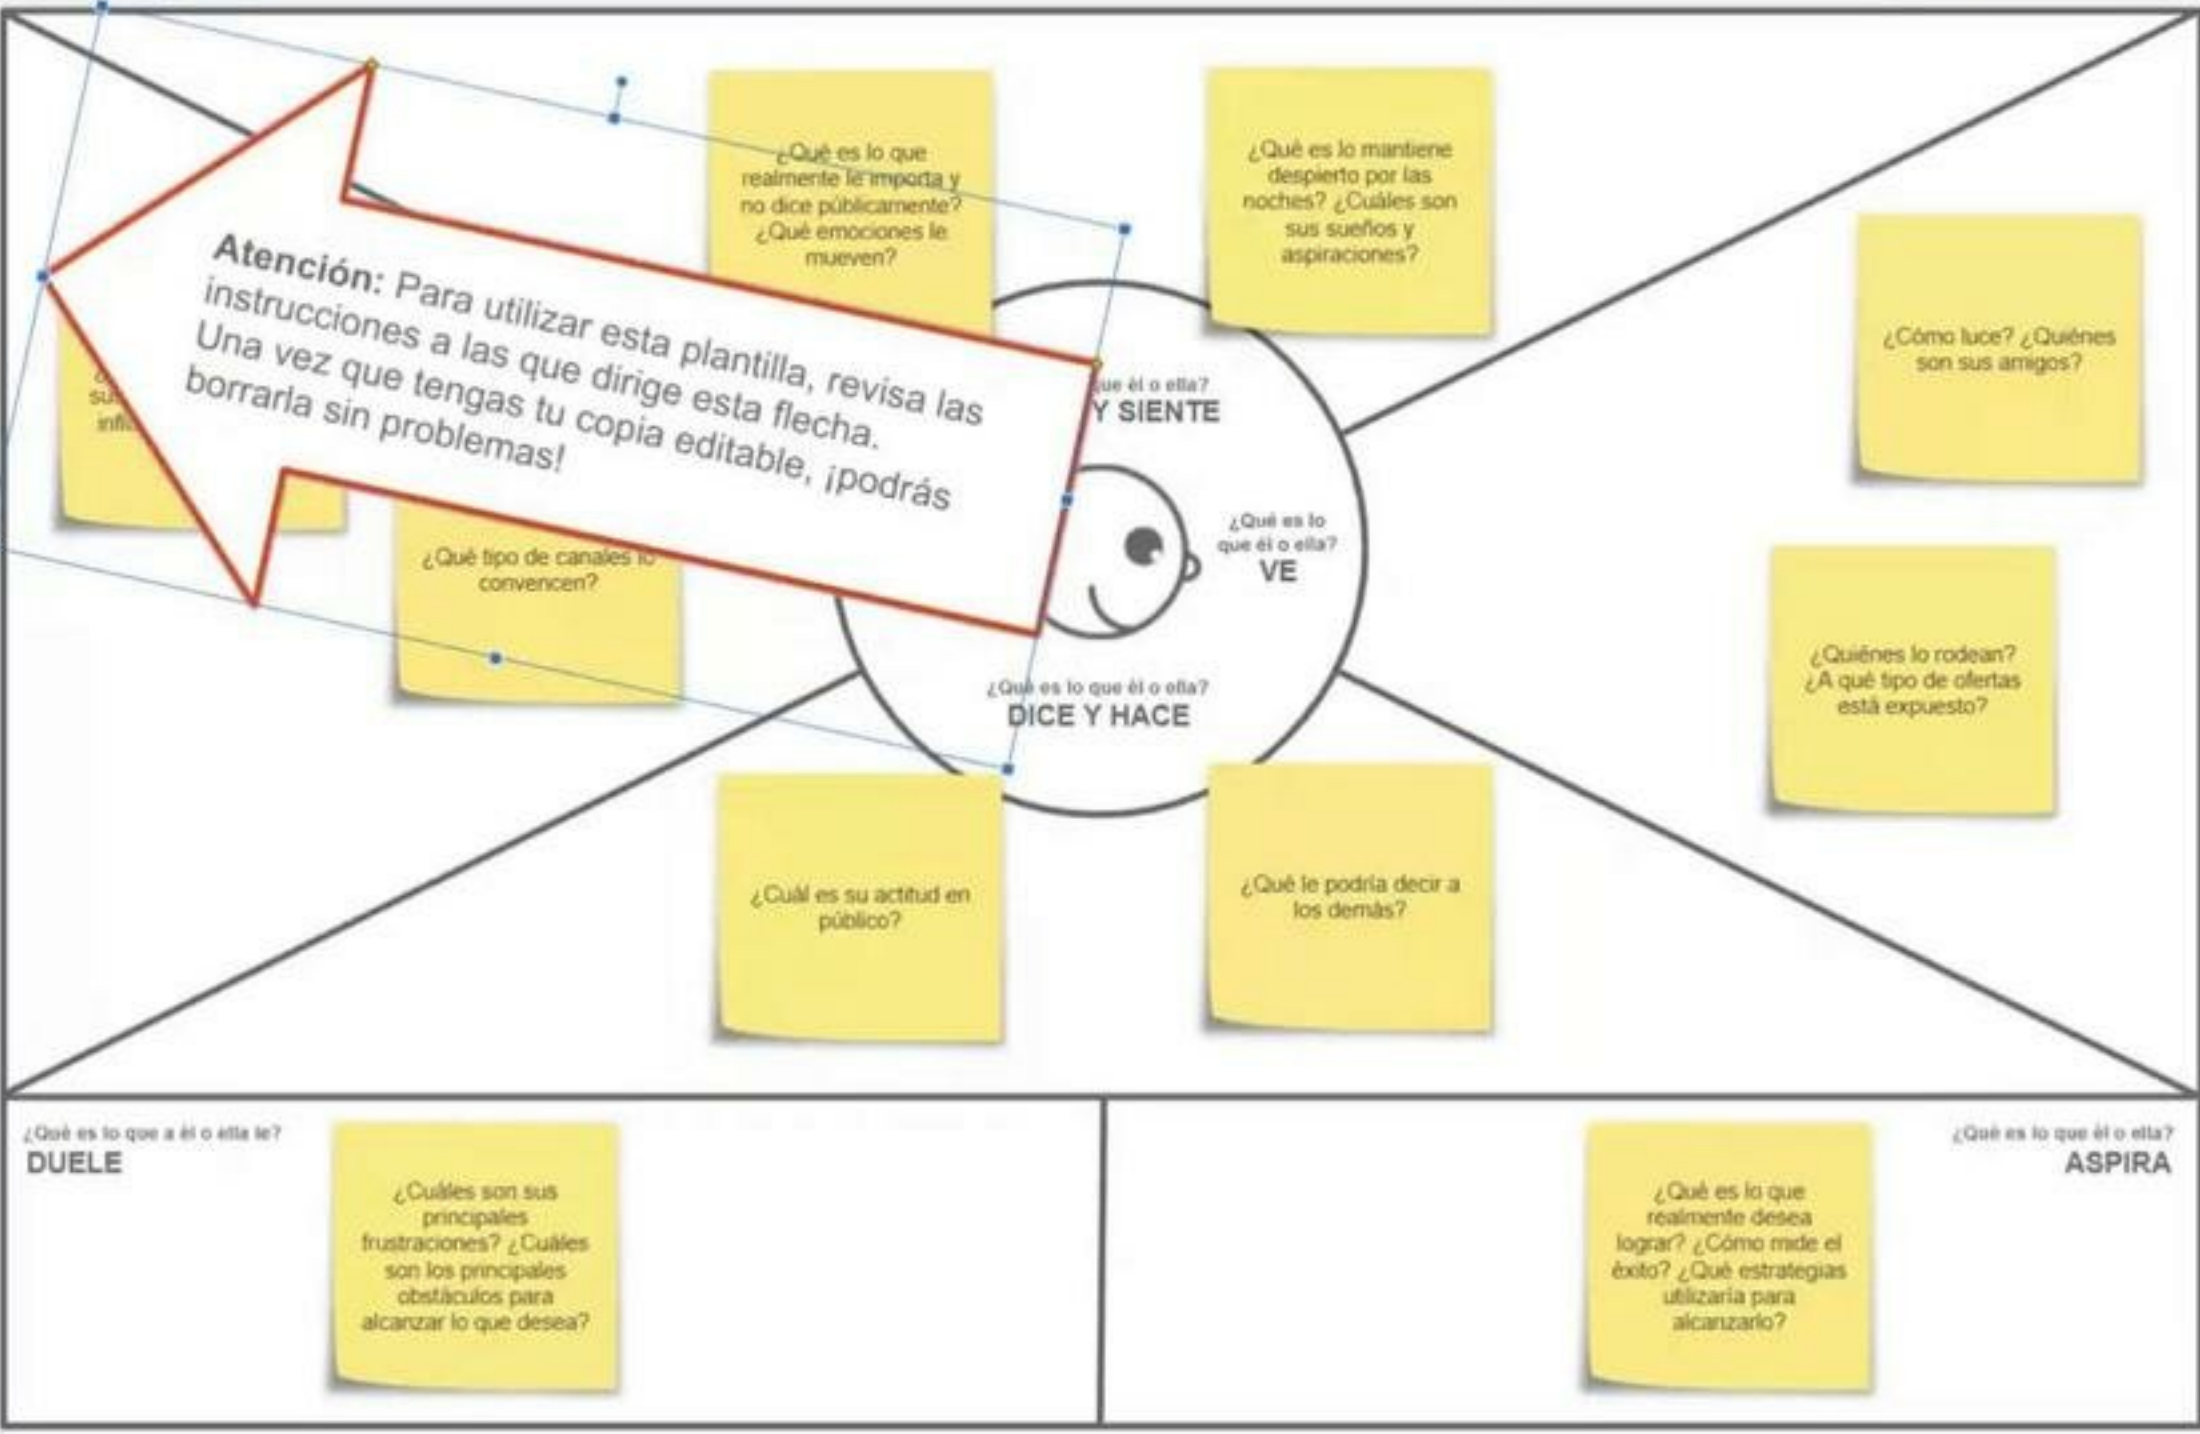 ¿Qué es lo que
realmente le importa y
no dice públicamente?
¿Qué emociones le
mueven?
¿Qué es lo mantiene
despierto por las
noches? ¿Cuáles son
sus sueños y
aspiraciones?
Atención: Para utilizar esta plantilla, revisa las
instrucciones a las que dirige esta flecha.
Una vez que tengas tu copia editable, ¡podrás
borrarla sin problemas!
él o ella?
Y SIENTE
¿Cómo luce? ¿Quiénes
son sus amigos?
¿Qué tipo de canales lo
convencen?
¿Qué es lo
que él o ella?
VE
¿Quiénes lo rodean?
¿A qué tipo de ofertas
está expuesto?
¿Qué es lo que él o ella?
DICE Y HACE
¿Cuál es su actitud en
público?
¿Qué le podría decir a
los demás?
¿Qué es lo que a él o ella le?
DUELE
¿Cuáles son sus
principales
frustraciones? ¿Cuáles
son los principales
obstáculos para
alcanzar lo que desea?
¿Qué es lo que
realmente desea
lograr? ¿Cómo mide el
éxito? ¿Qué estrategias
utilizaría para
alcanzarlo?
¿Qué es lo que él o ella?
ASPIRA